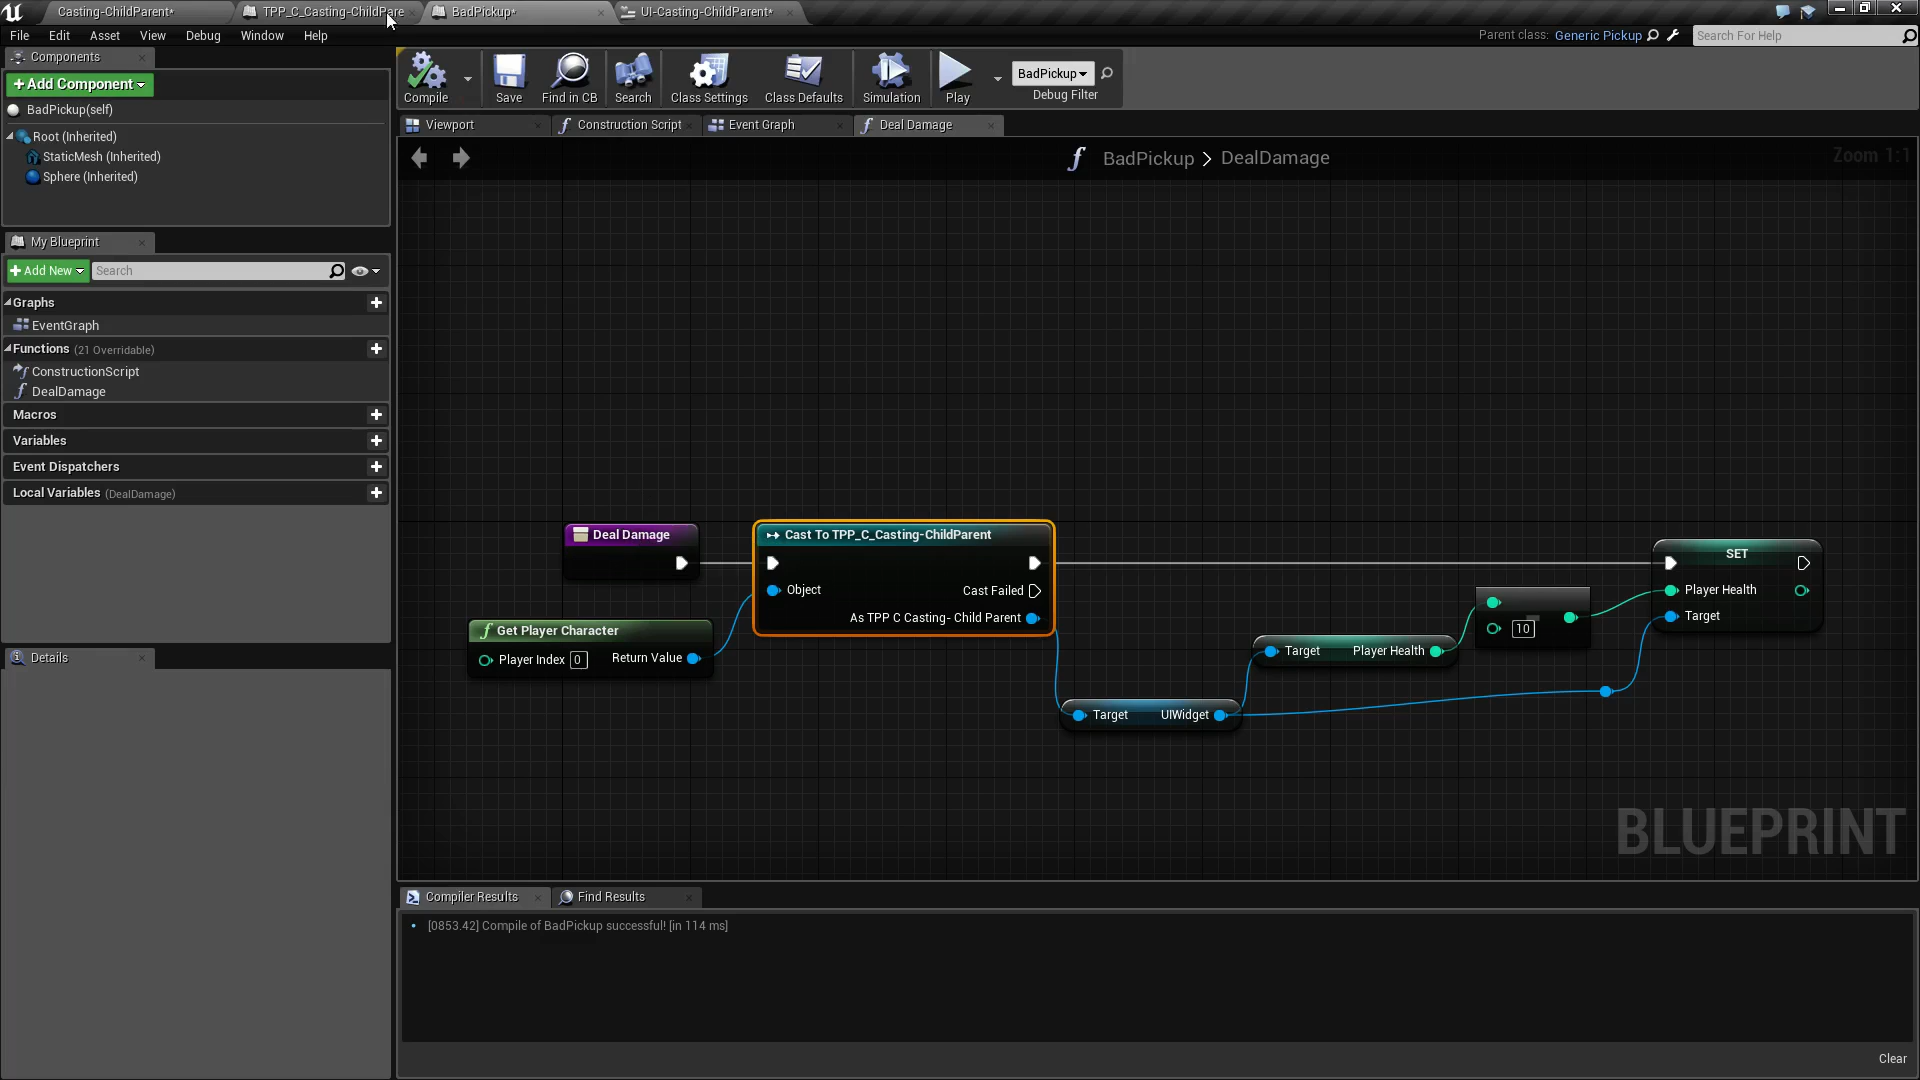 Casting-ChildParent*
TPP_C_Casting-ChildPare
BadPickup*
UI-Casting-ChildParent*
File Edit Asset View Debug Window Help
Parent class: Generic Pickup
Search For Help
Components
Add Component
BadPickup(self)
Root (Inherited)
StaticMesh (Inherited)
Sphere (Inherited)
My Blueprint
Add New
Search
Graphs
EventGraph
Functions (21 Overridable)
ConstructionScript
DealDamage
Macros
Variables
Event Dispatchers
Local Variables (DealDamage)
Details
Compile
Save
Find in CB
Search
Class Settings
Class Defaults
Simulation
Play
BadPickup
Debug Filter
Viewport
Construction Script
Event Graph
Deal Damage
BadPickup > DealDamage
Zoom 1:1
Deal Damage
Cast To TPP_C_Casting-ChildParent
Object
Cast Failed
As TPP C Casting- Child Parent
Get Player Character
Player Index 0 Return Value
Target UIWidget
Target Player Health
10
SET
Player Health
Target
BLUEPRINT
Compiler Results
Find Results
[0853.42] Compile of BadPickup successful! [in 114 ms]
Clear